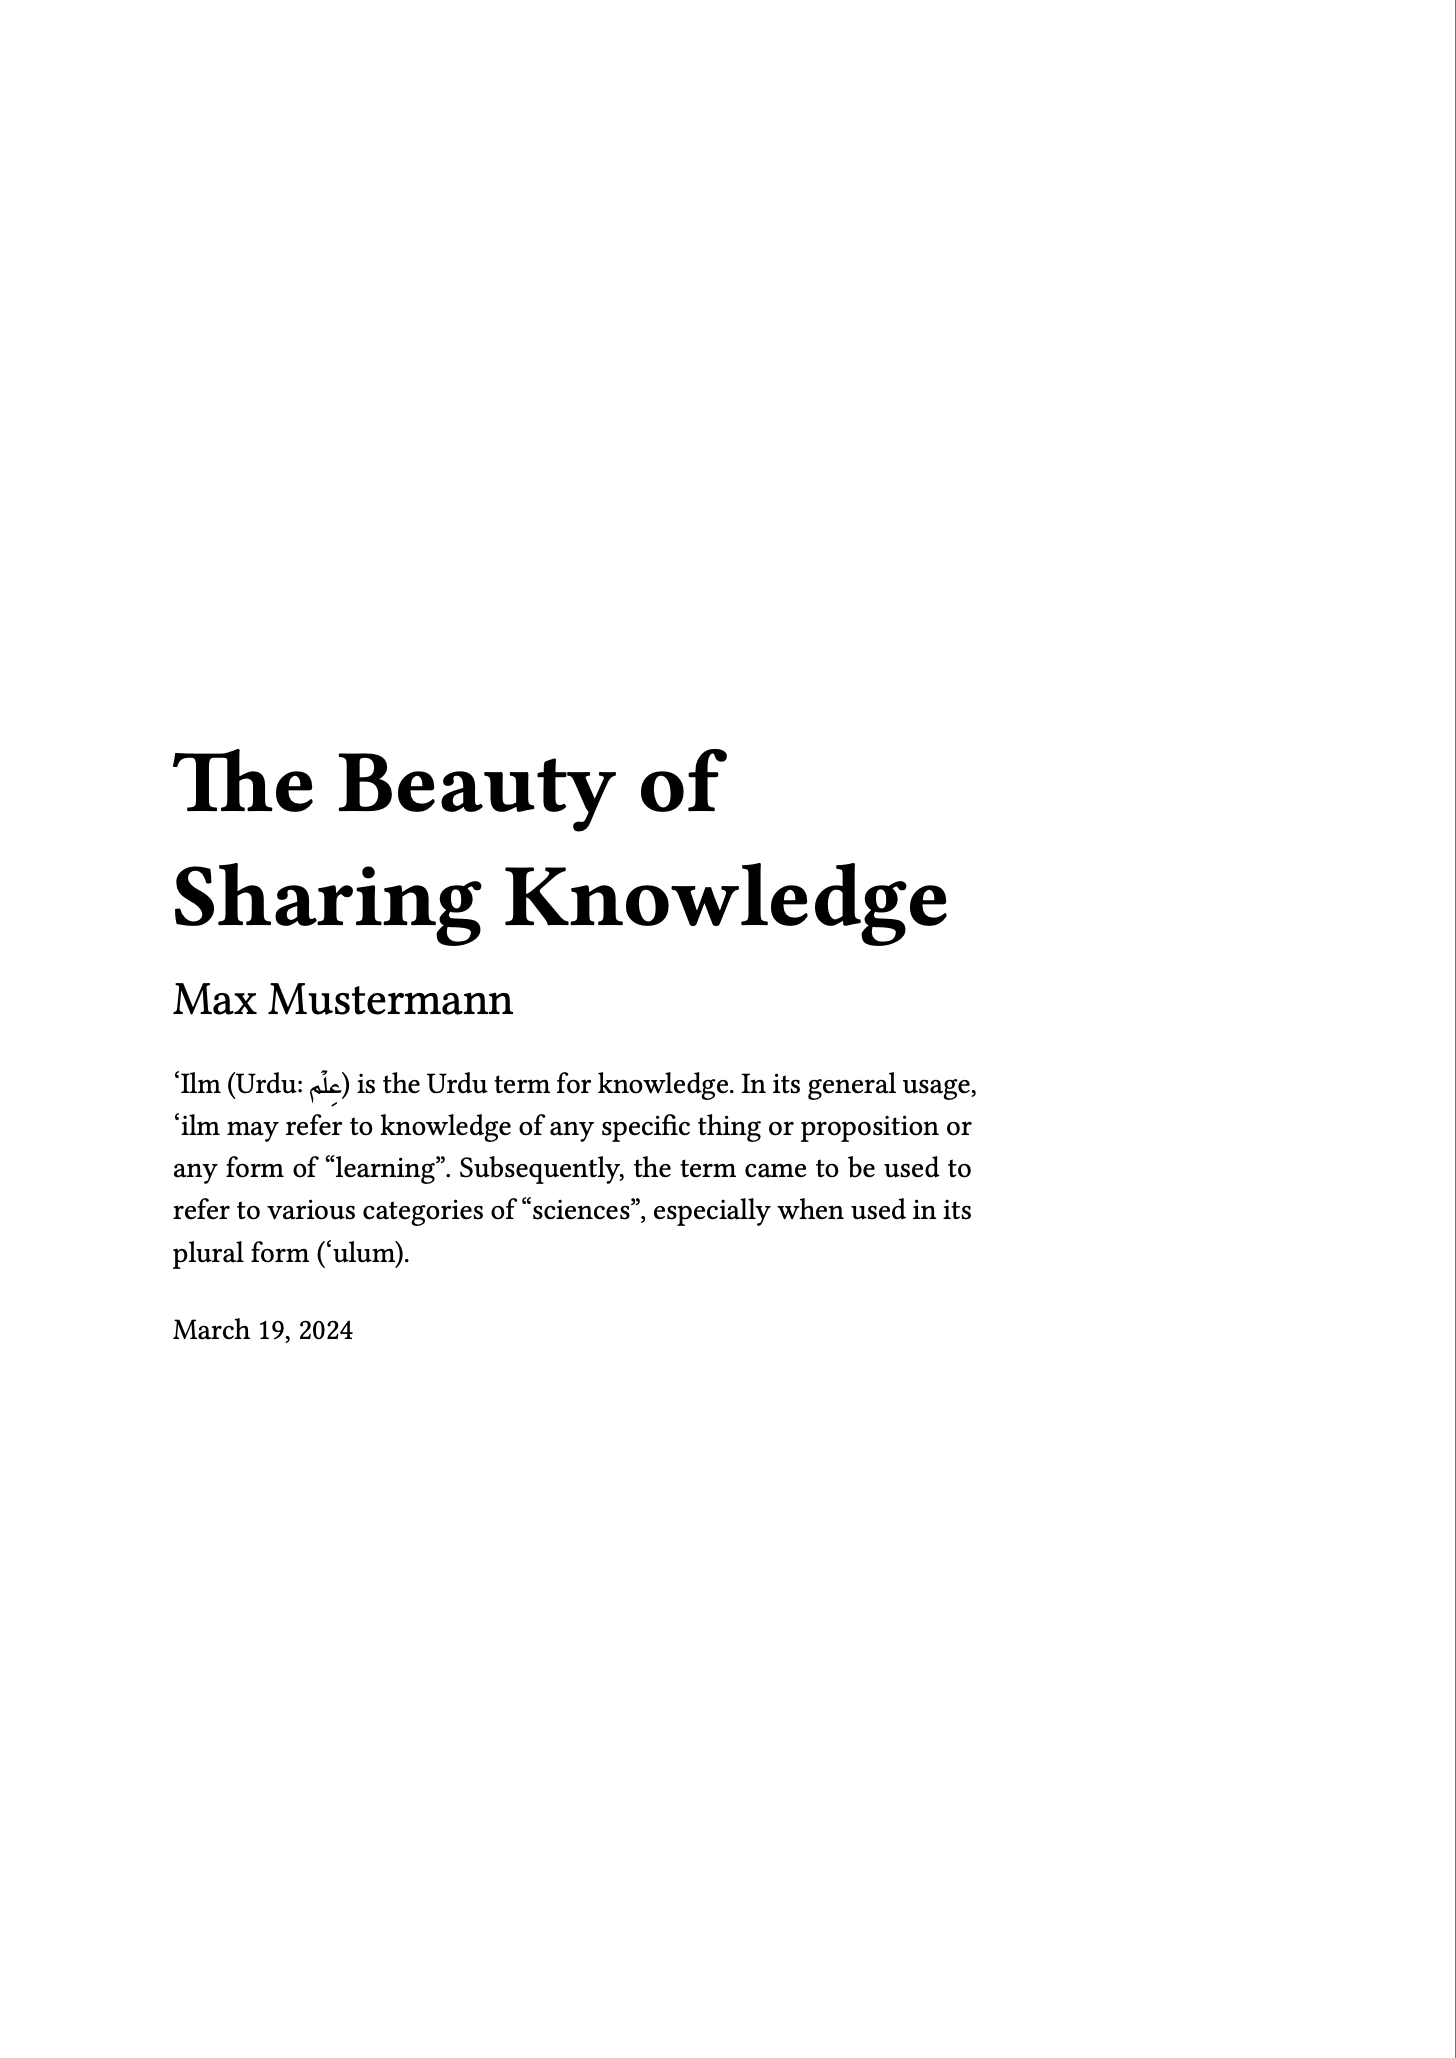 The Beauty of
Sharing Knowledge
Max Mustermann
‘Ilm (Urdu: عِلْم) is the Urdu term for knowledge. In its general usage,
‘ilm may refer to knowledge of any specific thing or proposition or
any form of “learning”. Subsequently, the term came to be used to
refer to various categories of “sciences”, especially when used in its
plural form (‘ulum).
March 19, 2024